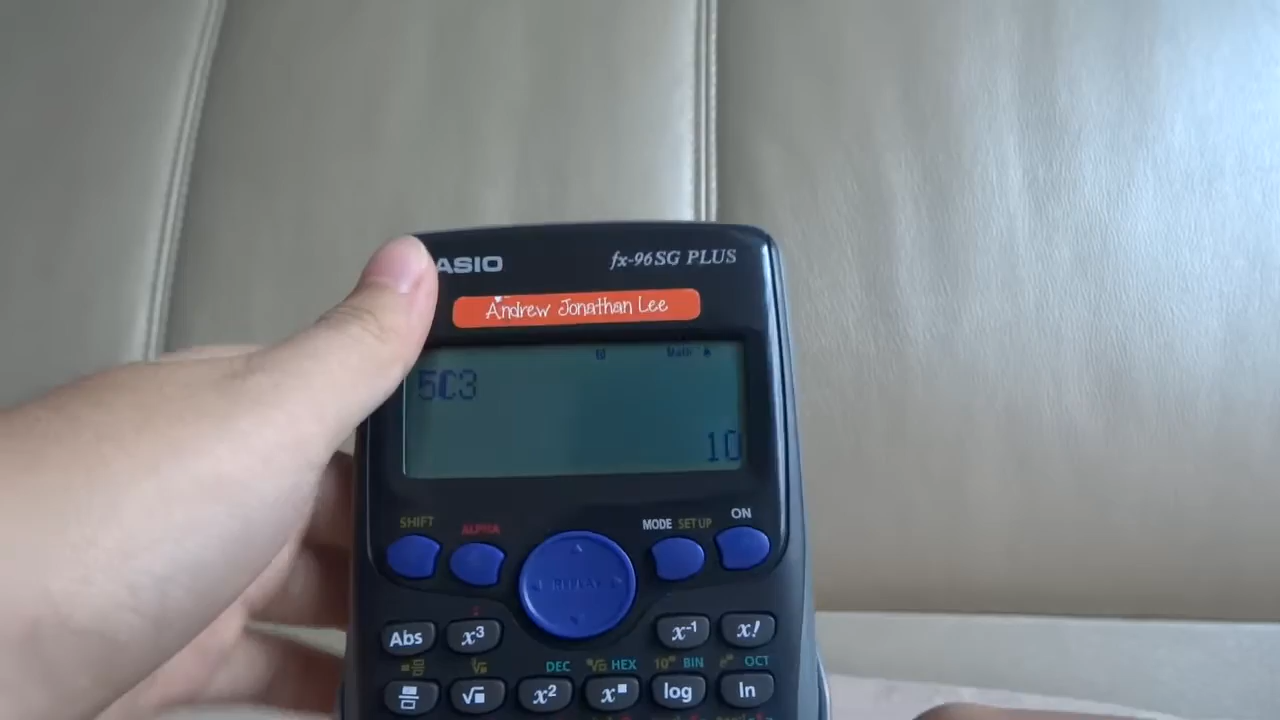 ASIO fx-96SG PLUS
Andrew Jonathan Lee
D Math
5C3
10
SHIFT ALPHA MODE SETUP ON
REPLAY
Abs x³ x⁻¹ x!
DEC HEX BIN OCT
√ x² x■ log ln